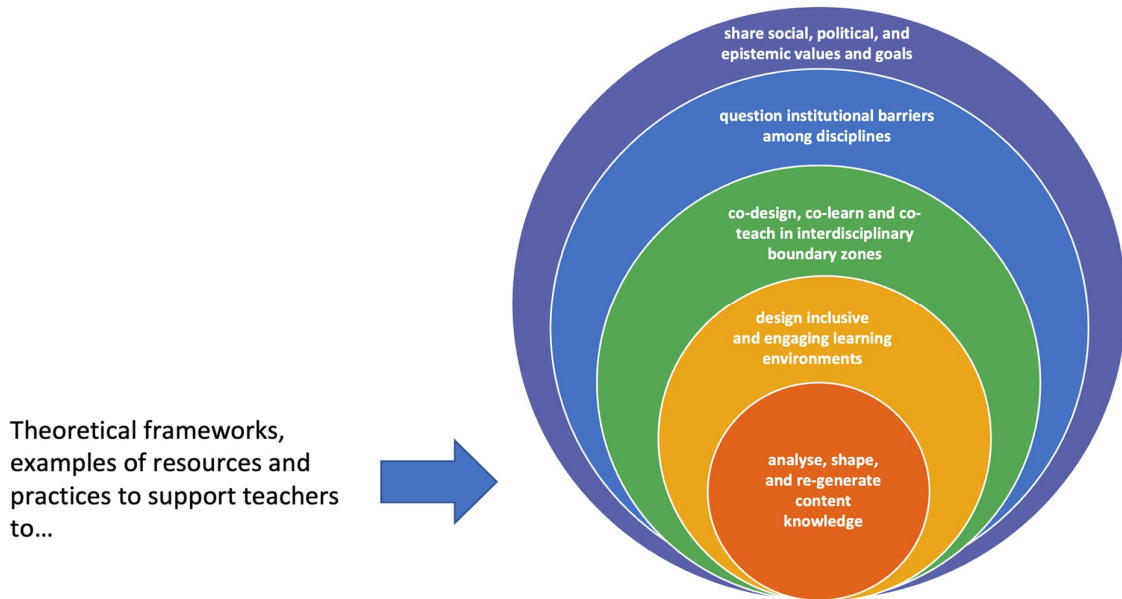 share social, political, and
epistemic values and goals
question institutional barriers
among disciplines
co-design, co-learn and co-
teach in interdisciplinary
boundary zones
design inclusive
and engaging learning
environments
analyse, shape,
and re-generate
content
knowledge
Theoretical frameworks,
examples of resources and
practices to support teachers
to...